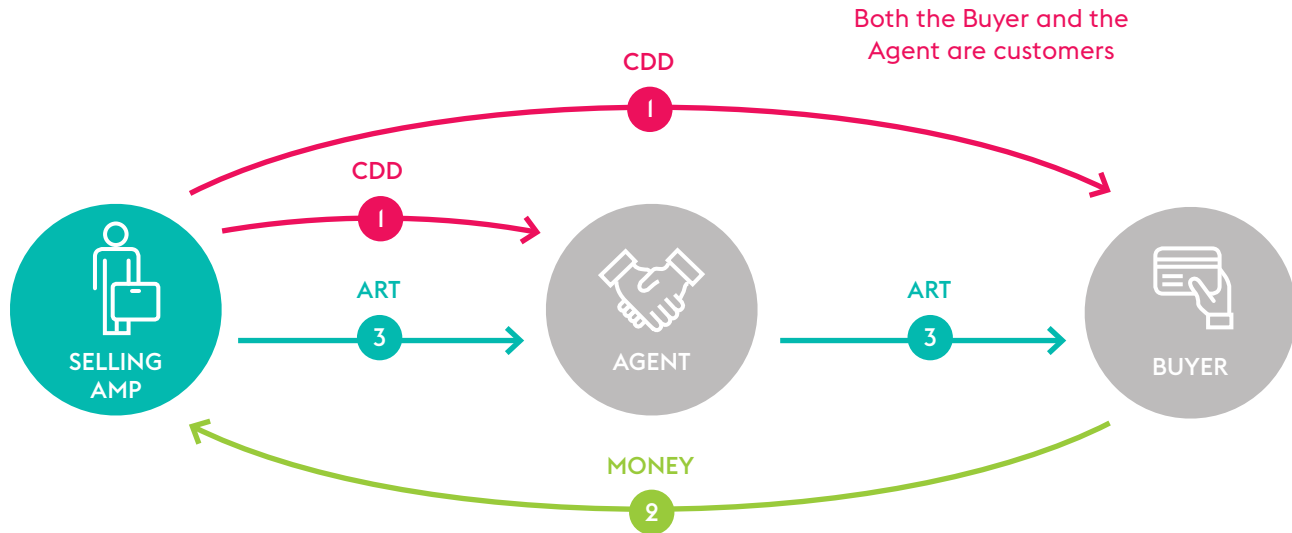 Both the Buyer and the
Agent are customers
CDD
1
CDD
1
ART
3
ART
3
SELLING
AMP
AGENT
BUYER
MONEY
2